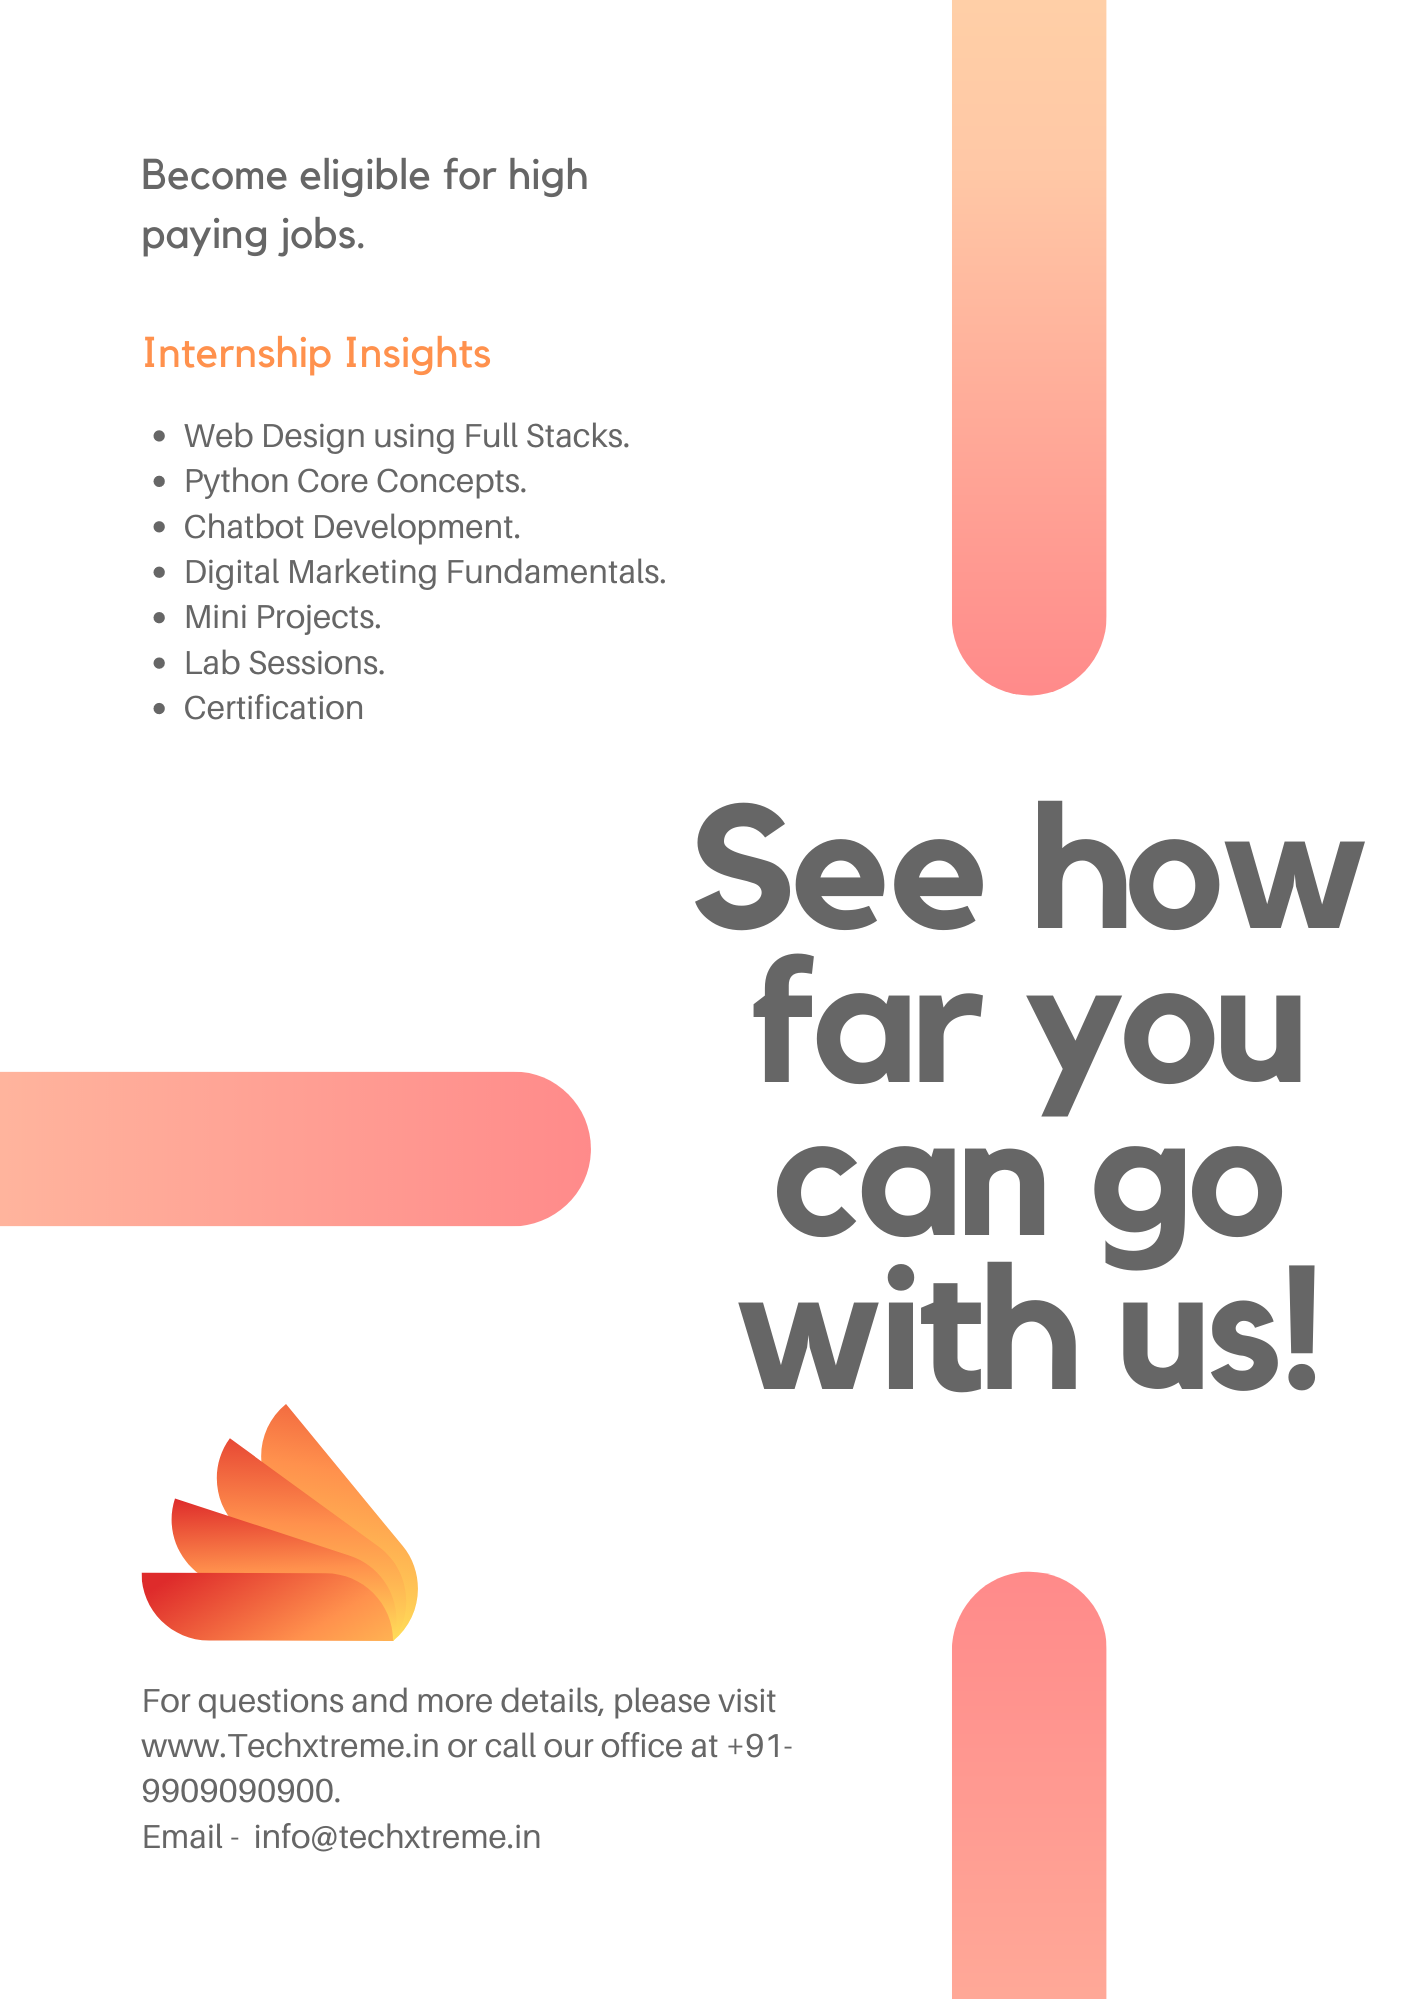 Become eligible for high
paying jobs.
Internship Insights
• Web Design using Full Stacks.
• Python Core Concepts.
• Chatbot Development.
• Digital Marketing Fundamentals.
• Mini Projects.
• Lab Sessions.
• Certification
See how
far you
can go
with us!
For questions and more details, please visit
www.Techxtreme.in or call our office at +91-
9909090900.
Email -  info@techxtreme.in